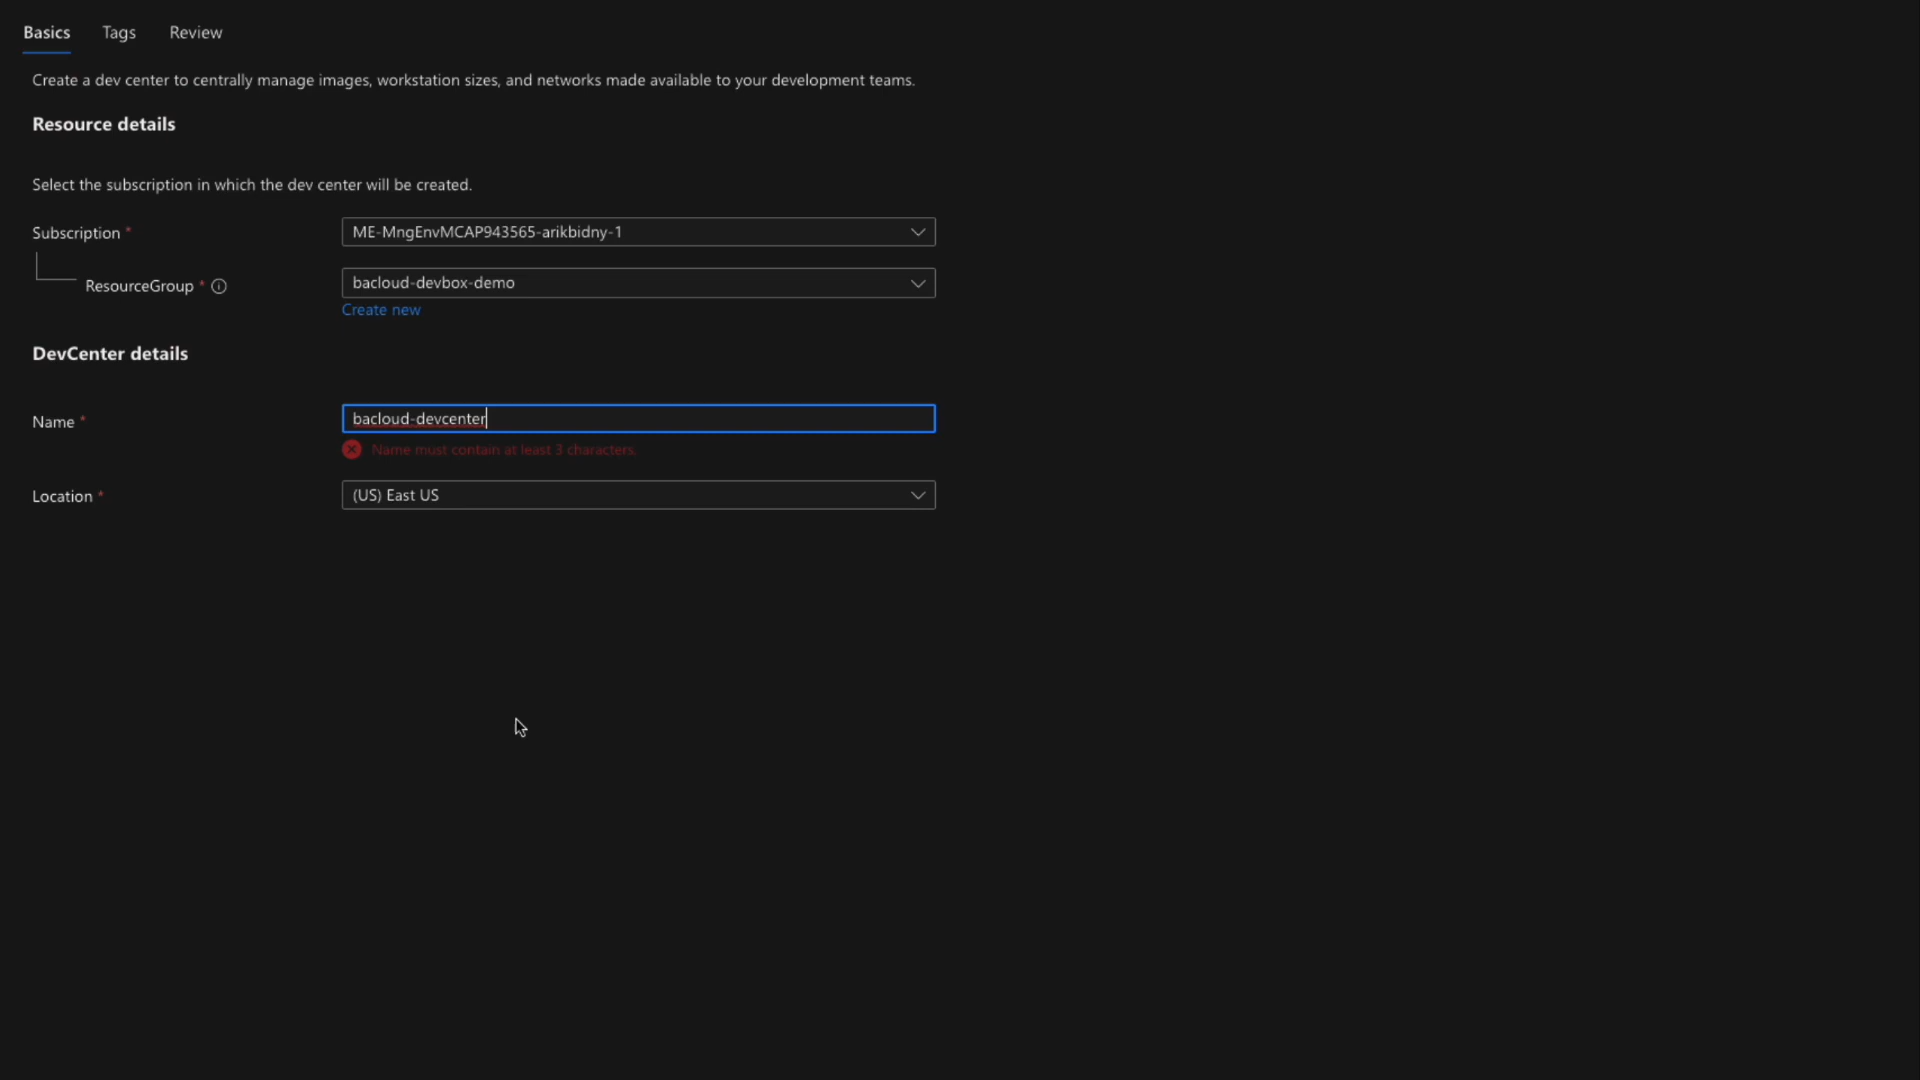 Basics Tags Review
Create a dev center to centrally manage images, workstation sizes, and networks made available to your development teams.
Resource details
Select the subscription in which the dev center will be created.
Subscription * ME-MngEnvMCAP943565-arikbidny-1
ResourceGroup * bacloud-devbox-demo
Create new
DevCenter details
Name * bacloud-devcenter
Name must contain at least 3 characters.
Location * (US) East US